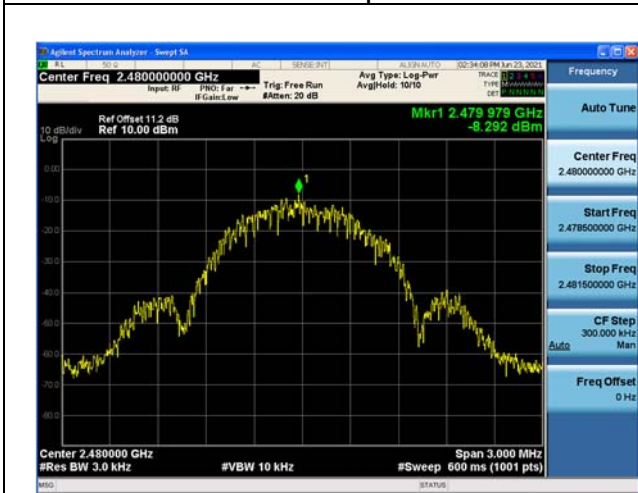 Agilent Spectrum Analyzer - Swept SA
RL 50 Ω AC SENSE:INT ALIGN AUTO 02:34:08 PM Jun 23, 2021
Center Freq 2.480000000 GHz
Input: RF PNO: Far Trig: Free Run Avg Type: Log-Pwr TRACE 1 2 3 4 5 6
IFGain:Low #Atten: 20 dB Avg|Hold: 10/10 TYPE
DET P N N N N N
Ref Offset 11.2 dB Mkr1 2.479 979 GHz
10 dB/div Ref 10.00 dBm -8.292 dBm
Log
0.00
1
-10.0
-20.0
-30.0
-40.0
-50.0
-60.0
-70.0
-80.0
Center 2.480000 GHz Span 3.000 MHz
#Res BW 3.0 kHz #VBW 10 kHz #Sweep 600 ms (1001 pts)
MSG STATUS
Frequency
Auto Tune
Center Freq
2.480000000 GHz
Start Freq
2.478500000 GHz
Stop Freq
2.481500000 GHz
CF Step
300.000 kHz
Auto Man
Freq Offset
0 Hz